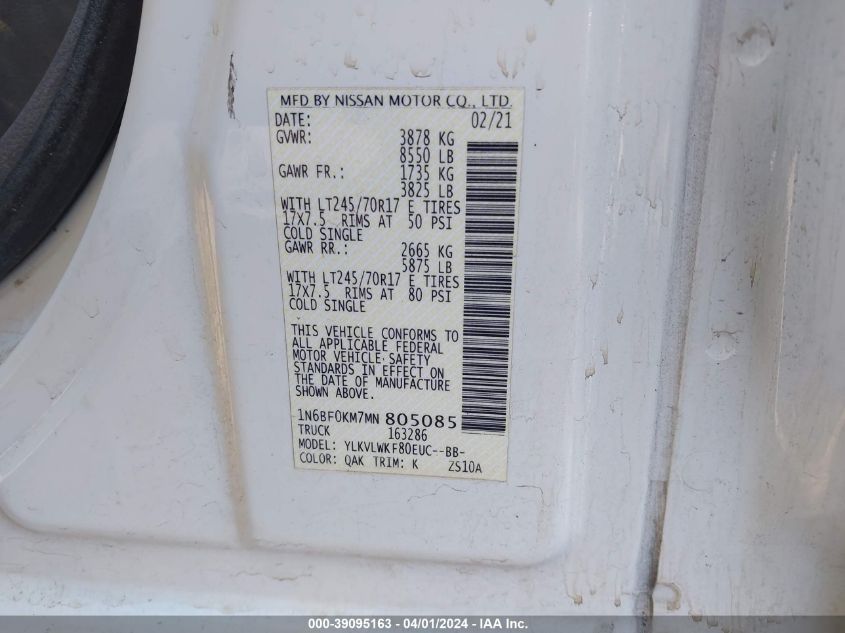 MFD BY NISSAN MOTOR CO., LTD.
DATE: 02/21
GVWR: 3878 KG
8550 LB
GAWR FR.: 1735 KG
3825 LB
WITH LT245/70R17 E TIRES
17X7.5 RIMS AT 50 PSI
COLD SINGLE
GAWR RR.: 2665 KG
5875 LB
WITH LT245/70R17 E TIRES
17X7.5 RIMS AT 80 PSI
COLD SINGLE
THIS VEHICLE CONFORMS TO
ALL APPLICABLE FEDERAL
MOTOR VEHICLE SAFETY
STANDARDS IN EFFECT ON
THE DATE OF MANUFACTURE
SHOWN ABOVE.
1N6BF0KM7MN 805085
TRUCK 163286
MODEL: YLKVLWKF80EUC--BB-
COLOR: QAK TRIM: K ZS10A
000-39095163 - 04/01/2024 - IAA Inc.